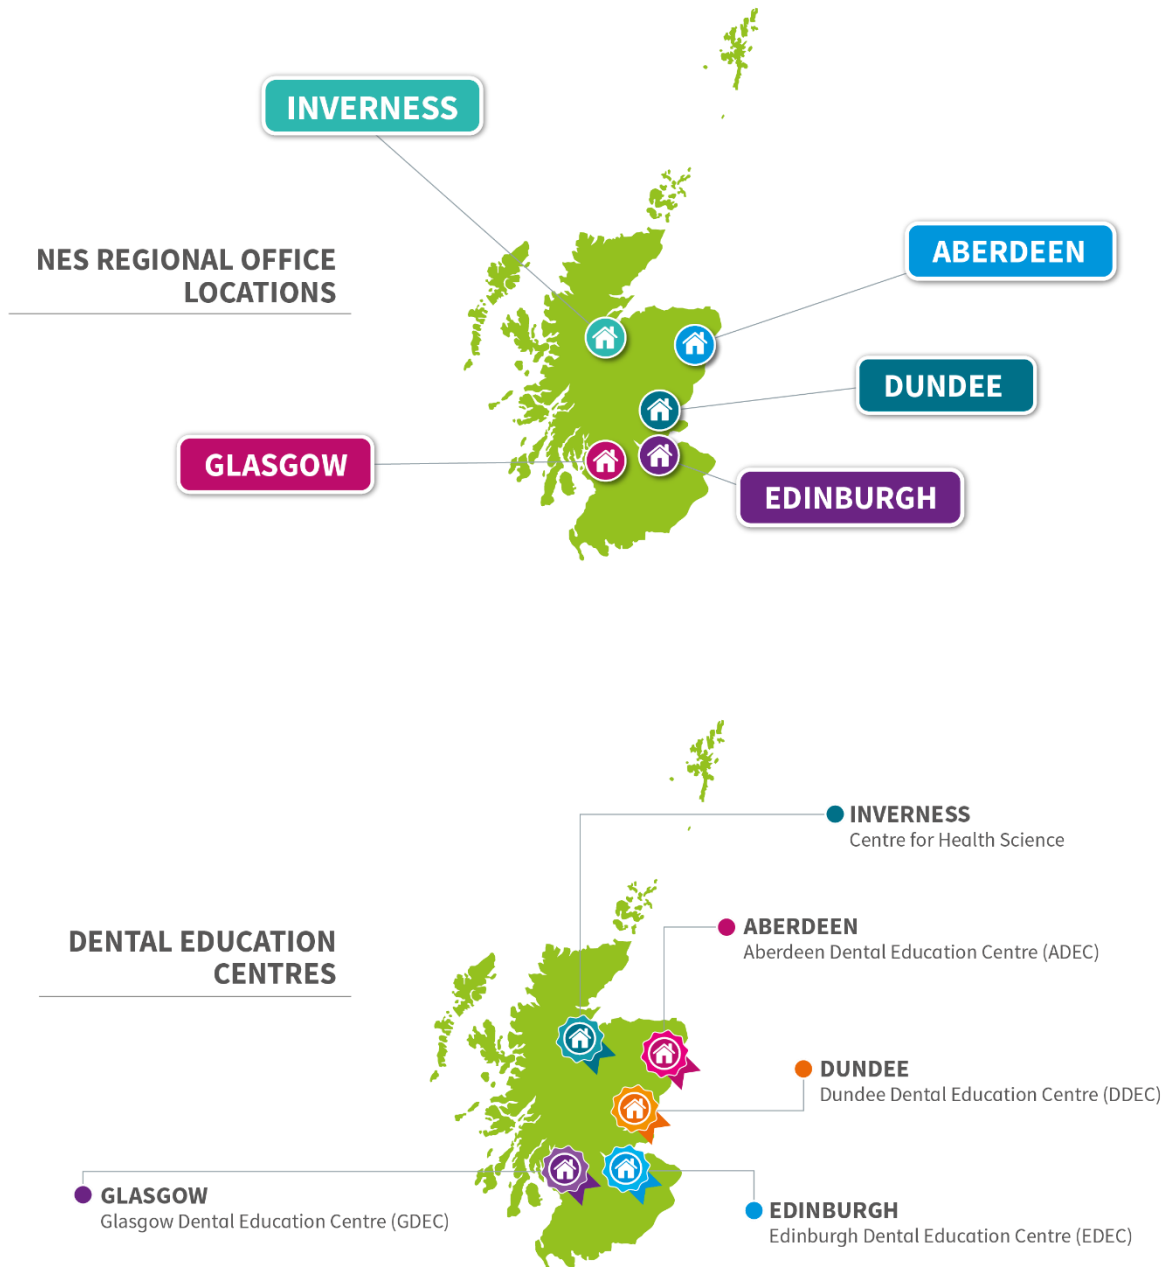 INVERNESS
NES REGIONAL OFFICE
LOCATIONS
ABERDEEN
DUNDEE
GLASGOW
EDINBURGH
INVERNESS
Centre for Health Science
DENTAL EDUCATION
CENTRES
ABERDEEN
Aberdeen Dental Education Centre (ADEC)
DUNDEE
Dundee Dental Education Centre (DDEC)
GLASGOW
Glasgow Dental Education Centre (GDEC)
EDINBURGH
Edinburgh Dental Education Centre (EDEC)